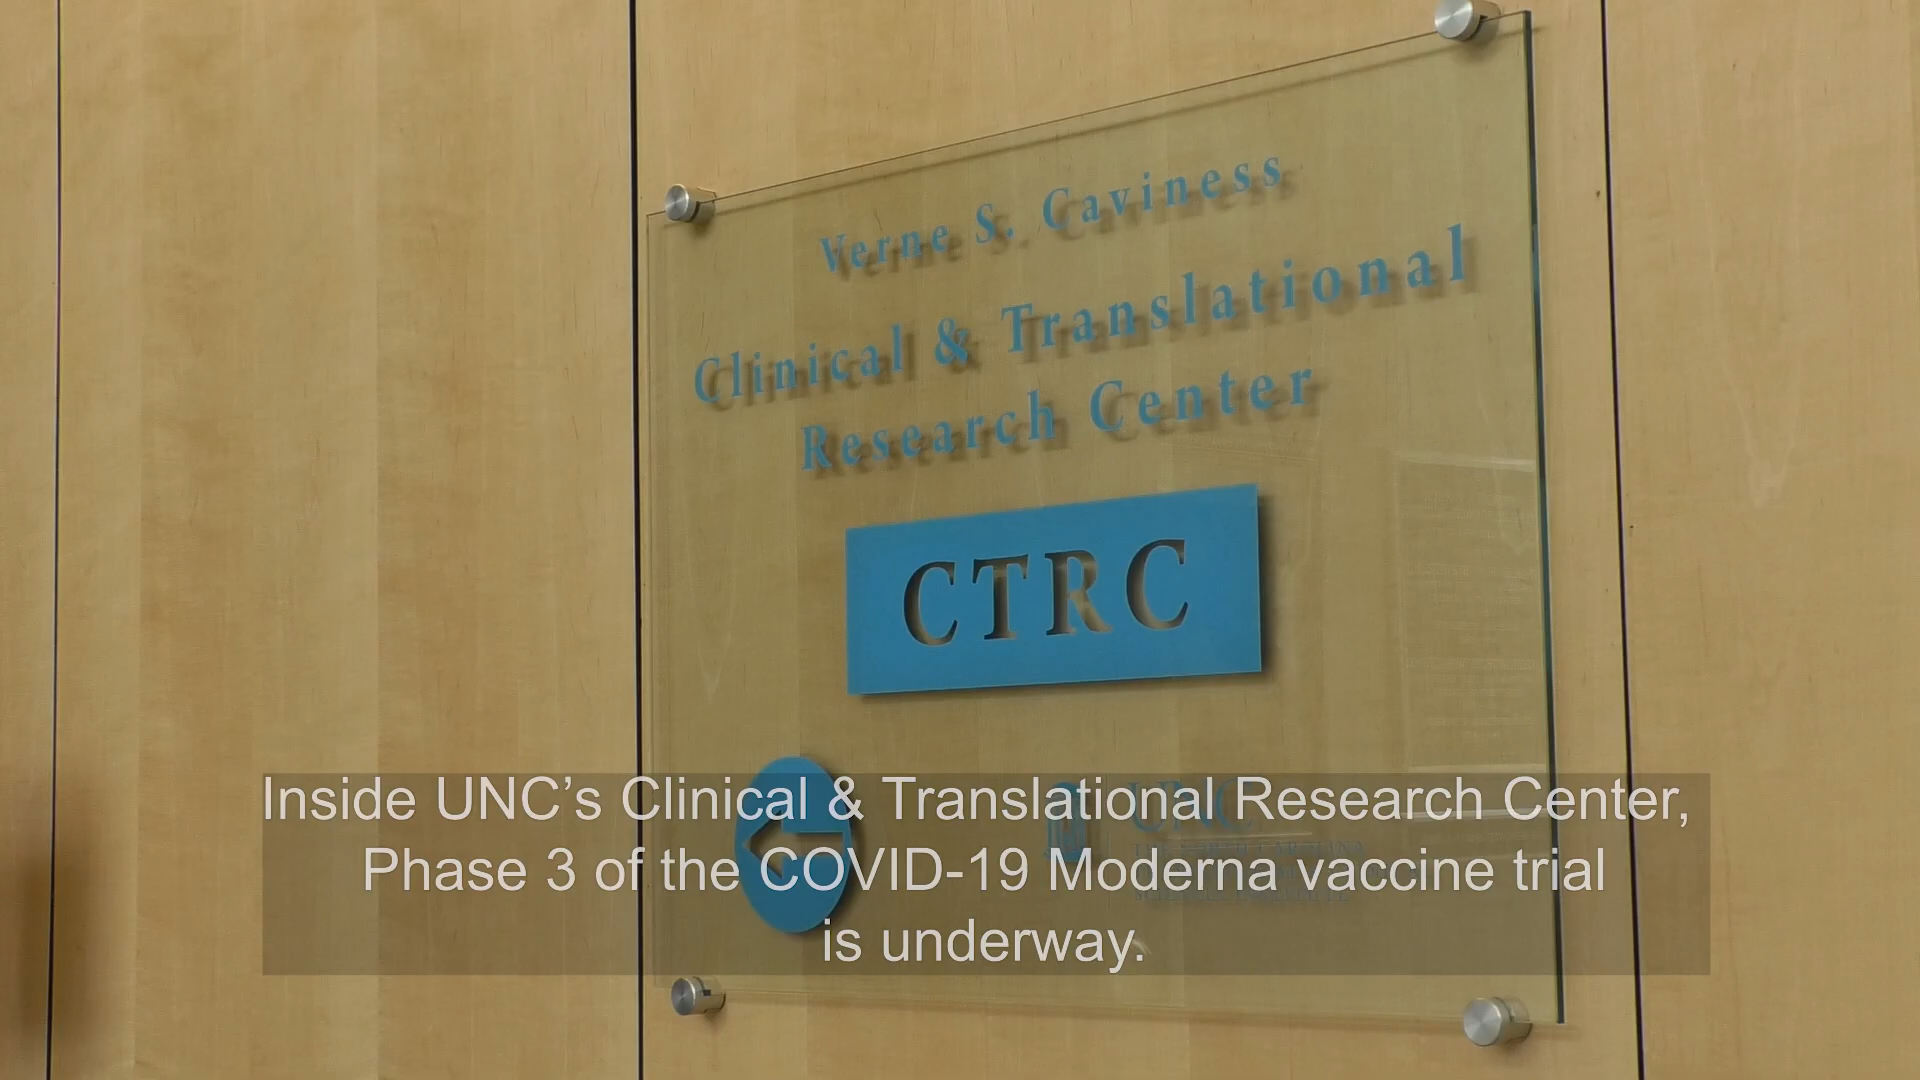 Verne S. Caviness
Clinical & Translational
Research Center
CTRC
UNC
Inside UNC’s Clinical & Translational Research Center,
Phase 3 of the COVID-19 Moderna vaccine trial
is underway.